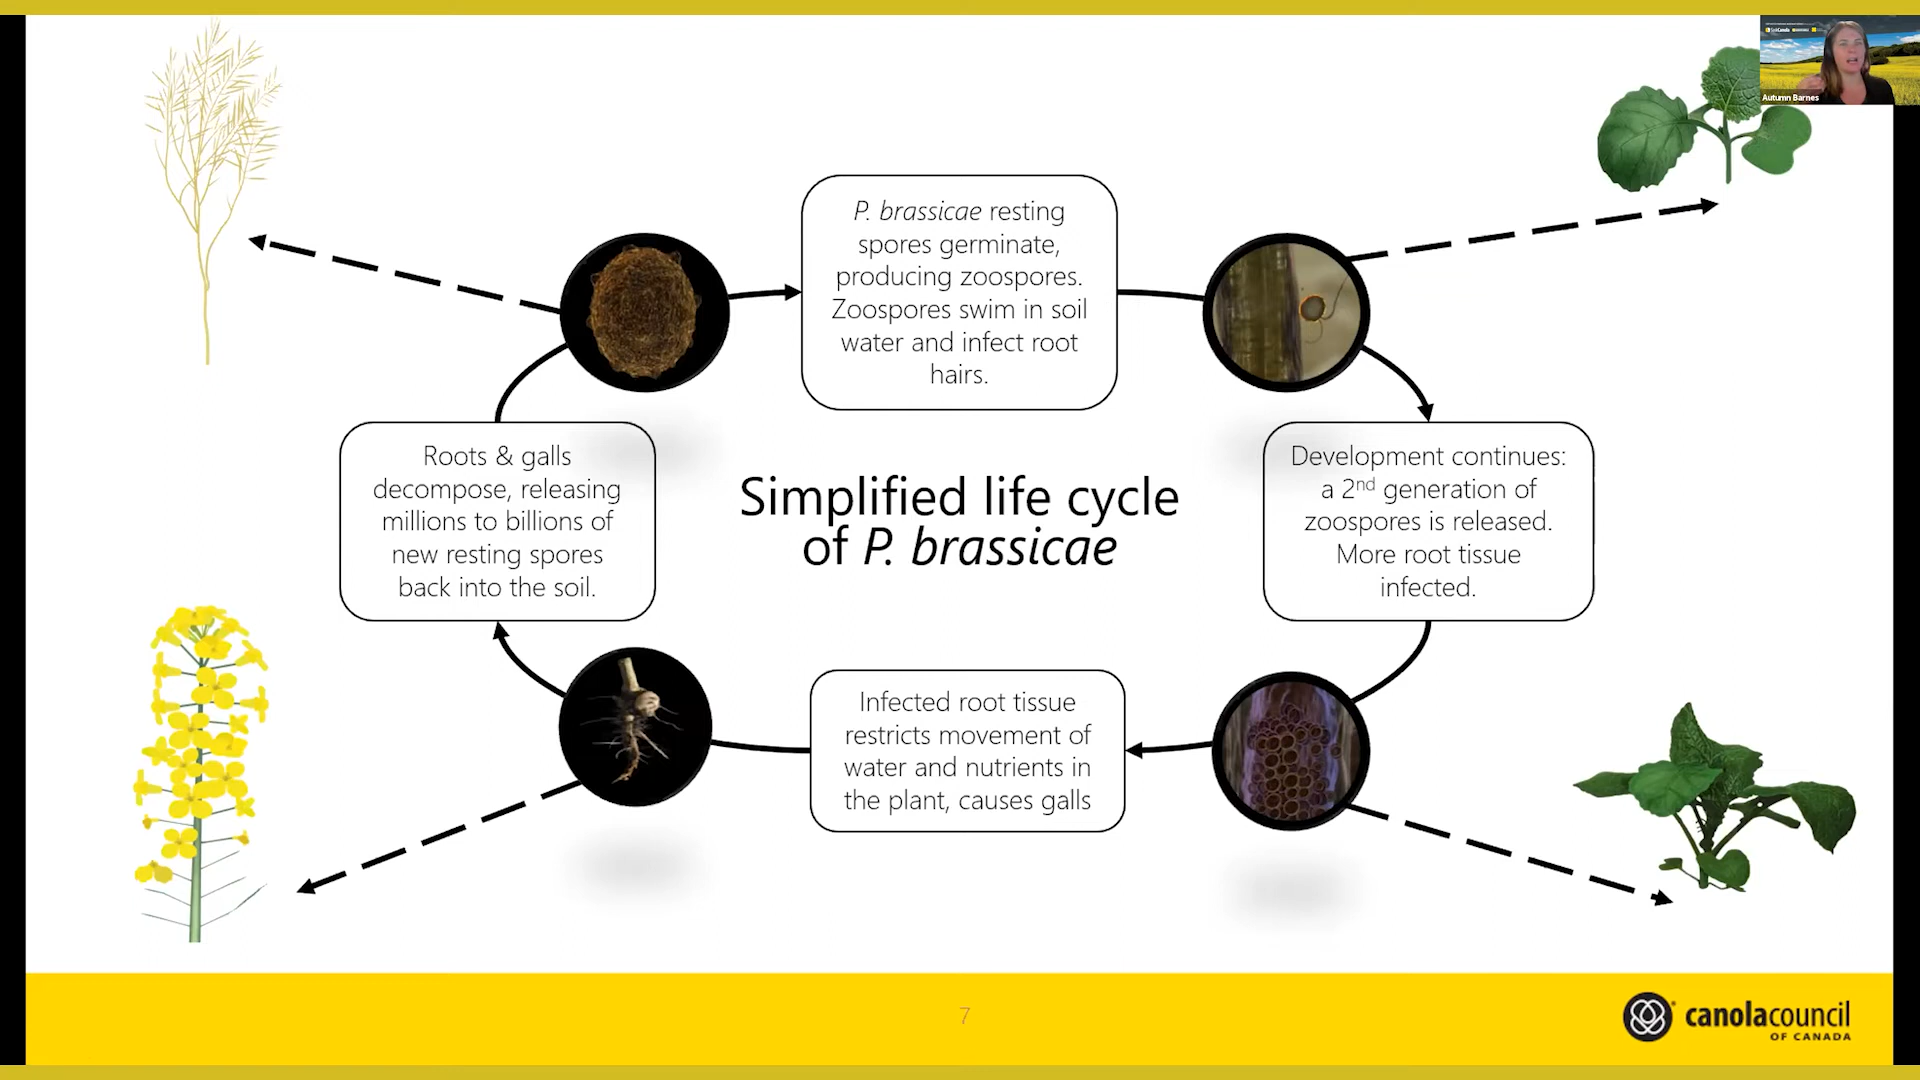 Autumn Barnes
P. brassicae resting
spores germinate,
producing zoospores.
Zoospores swim in soil
water and infect root
hairs.
Development continues:
a 2nd generation of
zoospores is released.
More root tissue
infected.
Infected root tissue
restricts movement of
water and nutrients in
the plant, causes galls
Roots & galls
decompose, releasing
millions to billions of
new resting spores
back into the soil.
Simplified life cycle
of P. brassicae
7
canolacouncil
OF CANADA